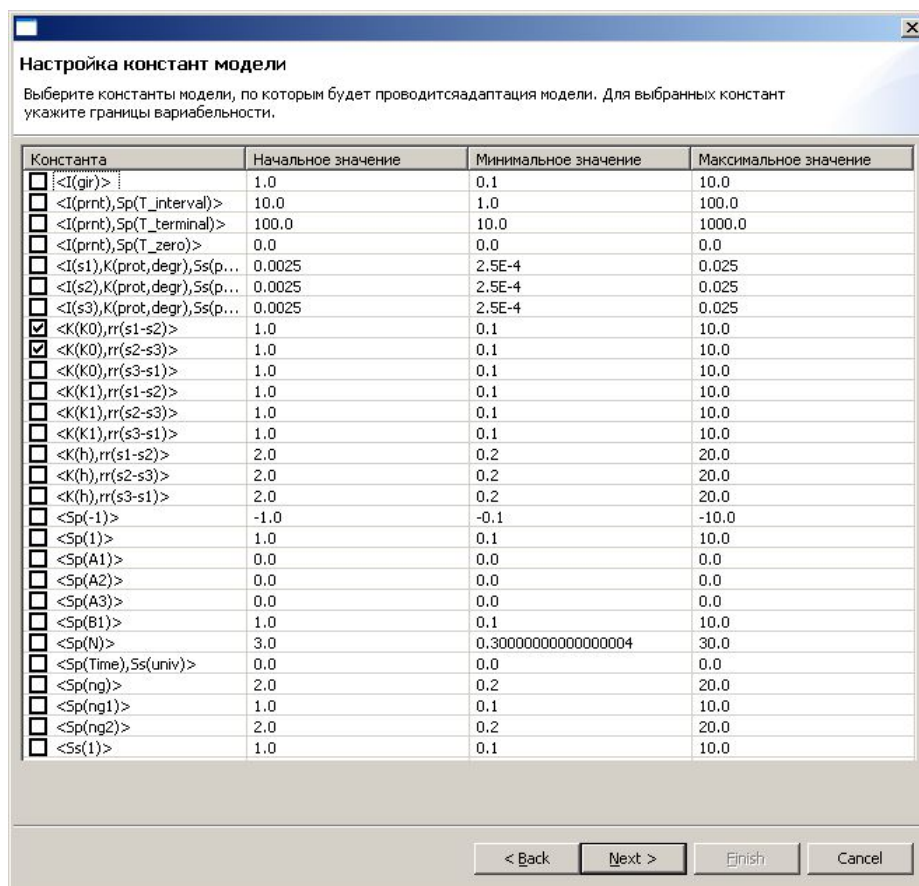 Настройка констант модели
Выберите константы модели, по которым будет проводитсяадаптация модели. Для выбранных констант
укажите границы вариабельности.
Константа Начальное значение Минимальное значение Максимальное значение
<I(gir)> 1.0 0.1 10.0
<I(prnt),Sp(T_interval)> 10.0 1.0 100.0
<I(prnt),Sp(T_terminal)> 100.0 10.0 1000.0
<I(prnt),Sp(T_zero)> 0.0 0.0 0.0
<I(s1),K(prot,degr),Ss(p... 0.0025 2.5E-4 0.025
<I(s2),K(prot,degr),Ss(p... 0.0025 2.5E-4 0.025
<I(s3),K(prot,degr),Ss(p... 0.0025 2.5E-4 0.025
<K(K0),rr(s1-s2)> 1.0 0.1 10.0
<K(K0),rr(s2-s3)> 1.0 0.1 10.0
<K(K0),rr(s3-s1)> 1.0 0.1 10.0
<K(K1),rr(s1-s2)> 1.0 0.1 10.0
<K(K1),rr(s2-s3)> 1.0 0.1 10.0
<K(K1),rr(s3-s1)> 1.0 0.1 10.0
<K(h),rr(s1-s2)> 2.0 0.2 20.0
<K(h),rr(s2-s3)> 2.0 0.2 20.0
<K(h),rr(s3-s1)> 2.0 0.2 20.0
<Sp(-1)> -1.0 -0.1 -10.0
<Sp(1)> 1.0 0.1 10.0
<Sp(A1)> 0.0 0.0 0.0
<Sp(A2)> 0.0 0.0 0.0
<Sp(A3)> 0.0 0.0 0.0
<Sp(B1)> 1.0 0.1 10.0
<Sp(N)> 3.0 0.30000000000000004 30.0
<Sp(Time),Ss(univ)> 0.0 0.0 0.0
<Sp(ng)> 2.0 0.2 20.0
<Sp(ng1)> 1.0 0.1 10.0
<Sp(ng2)> 2.0 0.2 20.0
<Ss(1)> 1.0 0.1 10.0
< Back Next > Finish Cancel